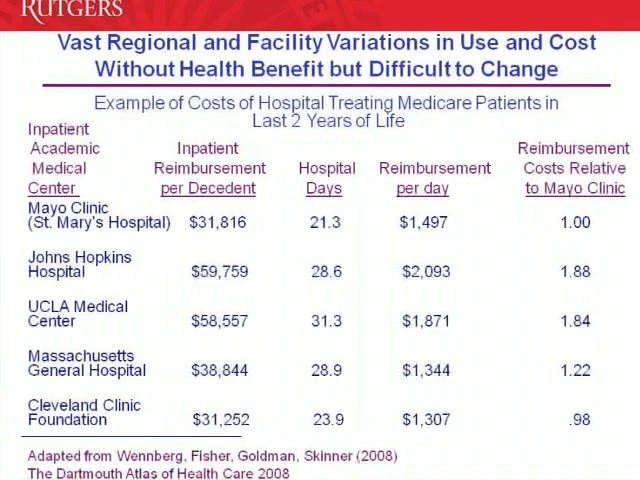 RUTGERS
Vast Regional and Facility Variations in Use and Cost
Without Health Benefit but Difficult to Change
Example of Costs of Hospital Treating Medicare Patients in
Last 2 Years of Life
Inpatient
Academic Inpatient Reimbursement
Medical Reimbursement Hospital Reimbursement Costs Relative
Center per Decedent Days per day to Mayo Clinic
Mayo Clinic
(St. Mary's Hospital) $31,816 21.3 $1,497 1.00
Johns Hopkins
Hospital $59,759 28.6 $2,093 1.88
UCLA Medical
Center $58,557 31.3 $1,871 1.84
Massachusetts
General Hospital $38,844 28.9 $1,344 1.22
Cleveland Clinic
Foundation $31,252 23.9 $1,307 .98
Adapted from Wennberg, Fisher, Goldman, Skinner (2008)
The Dartmouth Atlas of Health Care 2008